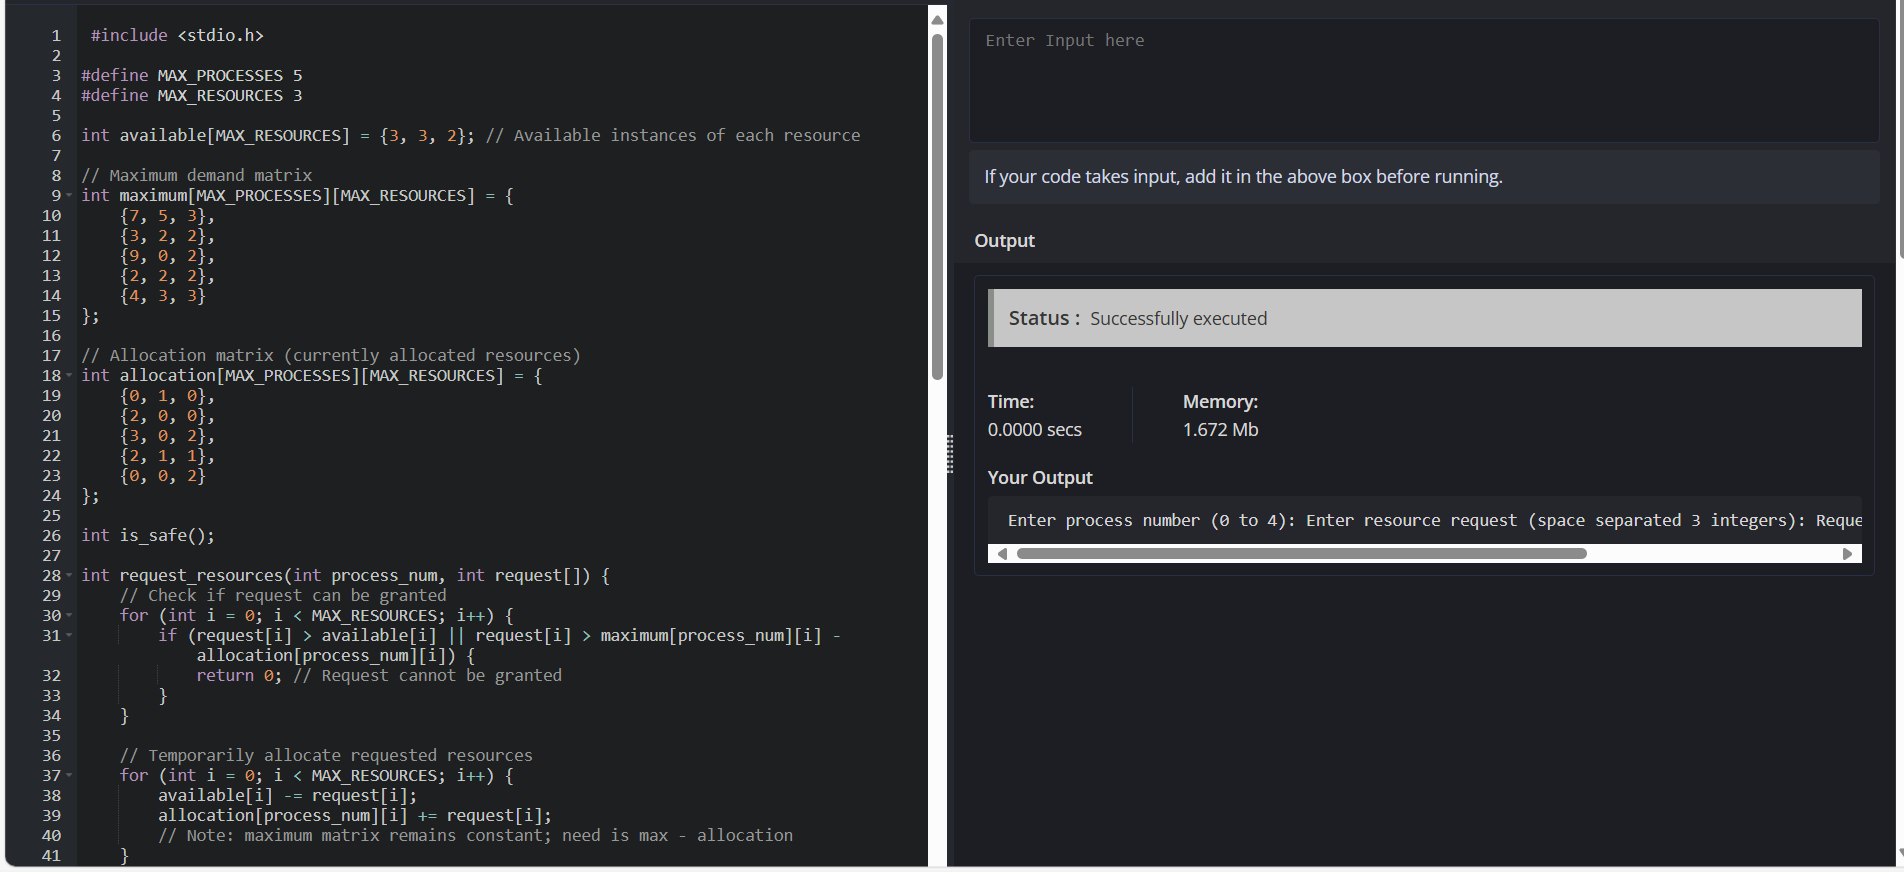 1 #include <stdio.h>
2
3 #define MAX_PROCESSES 5
4 #define MAX_RESOURCES 3
5
6 int available[MAX_RESOURCES] = {3, 3, 2}; // Available instances of each resource
7
8 // Maximum demand matrix
9 int maximum[MAX_PROCESSES][MAX_RESOURCES] = {
10     {7, 5, 3},
11     {3, 2, 2},
12     {9, 0, 2},
13     {2, 2, 2},
14     {4, 3, 3}
15 };
16
17 // Allocation matrix (currently allocated resources)
18 int allocation[MAX_PROCESSES][MAX_RESOURCES] = {
19     {0, 1, 0},
20     {2, 0, 0},
21     {3, 0, 2},
22     {2, 1, 1},
23     {0, 0, 2}
24 };
25
26 int is_safe();
27
28 int request_resources(int process_num, int request[]) {
29     // Check if request can be granted
30     for (int i = 0; i < MAX_RESOURCES; i++) {
31         if (request[i] > available[i] || request[i] > maximum[process_num][i] -
            allocation[process_num][i]) {
32             return 0; // Request cannot be granted
33         }
34     }
35
36     // Temporarily allocate requested resources
37     for (int i = 0; i < MAX_RESOURCES; i++) {
38         available[i] -= request[i];
39         allocation[process_num][i] += request[i];
40         // Note: maximum matrix remains constant; need is max - allocation
41     }
Enter Input here
If your code takes input, add it in the above box before running.
Output
Status : Successfully executed
Time: Memory:
0.0000 secs 1.672 Mb
Your Output
Enter process number (0 to 4): Enter resource request (space separated 3 integers): Reque